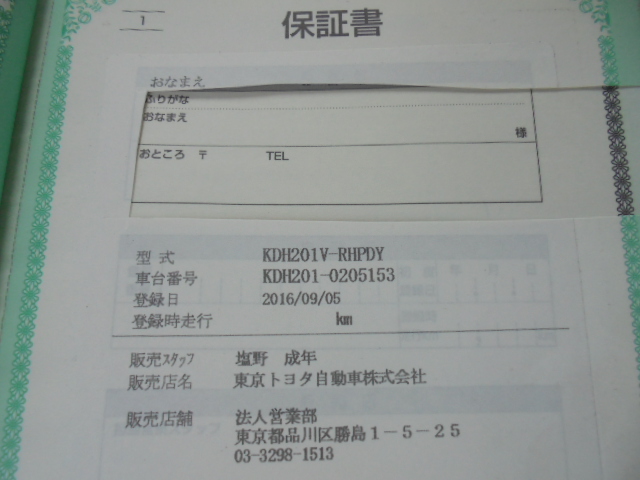 1
保証書
おなまえ
ふりがな
おなまえ
様
おところ 〒 TEL
型式 KDH201V-RHPDY
車台番号 KDH201-0205153
登録日 2016/09/05
登録時走行 km
販売スタッフ 塩野 成年
販売店名 東京トヨタ自動車株式会社
販売店舗 法人営業部
東京都品川区勝島1-5-25
03-3298-1513